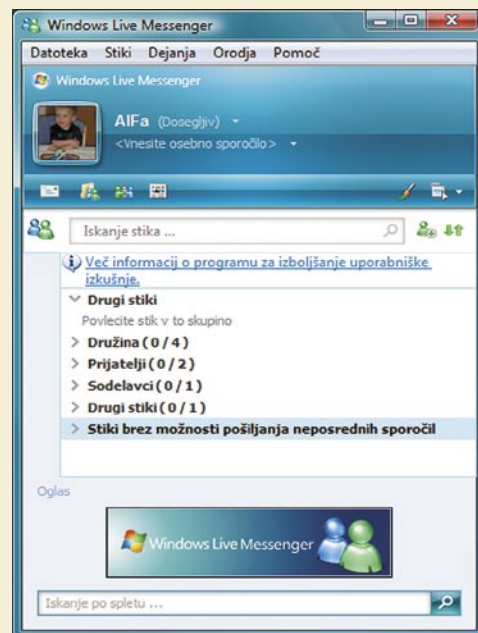 Windows Live Messenger
Datoteka Stiki Dejanja Orodja Pomoč
Windows Live Messenger
AlFa (Dosegljiv)
<Vnesite osebno sporočilo>
Iskanje stika ...
Več informacij o programu za izboljšanje uporabniške
izkušnje.
Drugi stiki
Povlecite stik v to skupino
Družina ( 0 / 4 )
Prijatelji ( 0 / 2 )
Sodelavci ( 0 / 1 )
Drugi stiki ( 0 / 1 )
Stiki brez možnosti pošiljanja neposrednih sporočil
Oglas
Windows Live Messenger
Iskanje po spletu ...